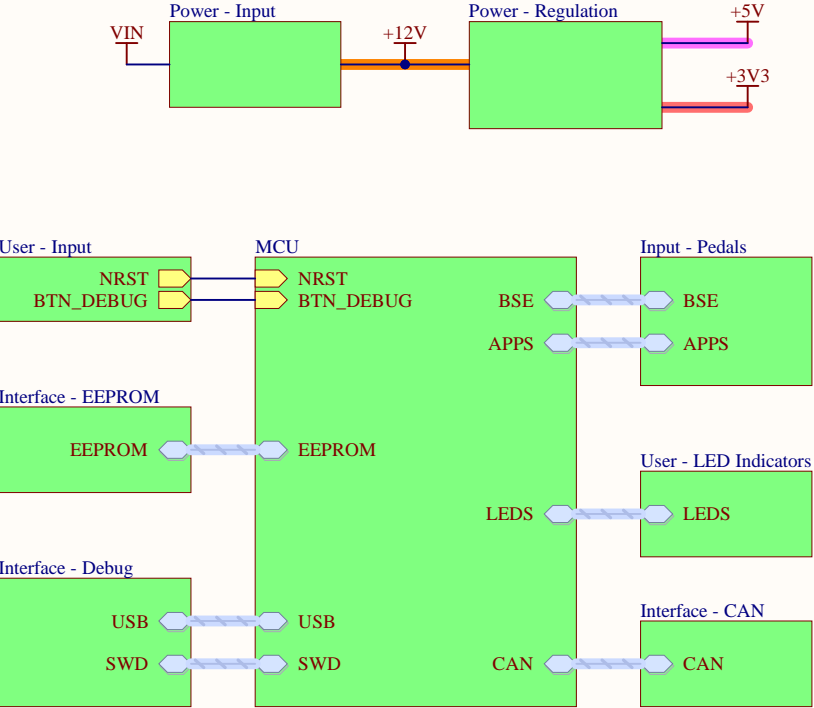 Power - Input
Power - Regulation
+5V
VIN
+12V
+3V3
User - Input
MCU
Input - Pedals
NRST
NRST
BTN_DEBUG
BTN_DEBUG
BSE
BSE
APPS
APPS
Interface - EEPROM
EEPROM
EEPROM
User - LED Indicators
LEDS
LEDS
Interface - Debug
Interface - CAN
USB
USB
SWD
SWD
CAN
CAN